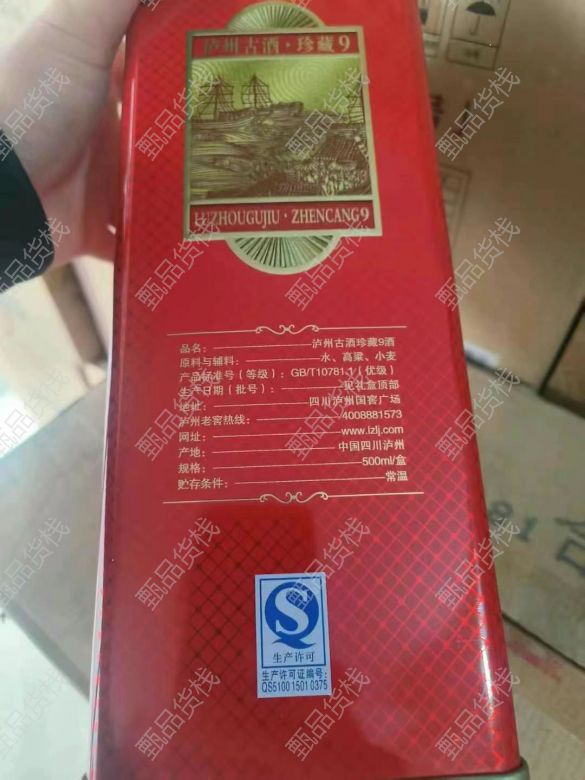 泸州古酒·珍藏9
LUZHOUGUJIU·ZHENCANG9
品名：泸州古酒珍藏9酒
原料与辅料：水、高粱、小麦
产品标准号（等级）：GB/T10781.1（优级）
生产日期（批号）：见礼盒顶部
地址：四川泸州国窖广场
泸州老窖热线：4008881573
网址：www.lzlj.com
产地：中国四川泸州
规格：500ml/盒
贮存条件：常温
生产许可
生产许可证编号：
QS5100 1501 0375
甄品货栈